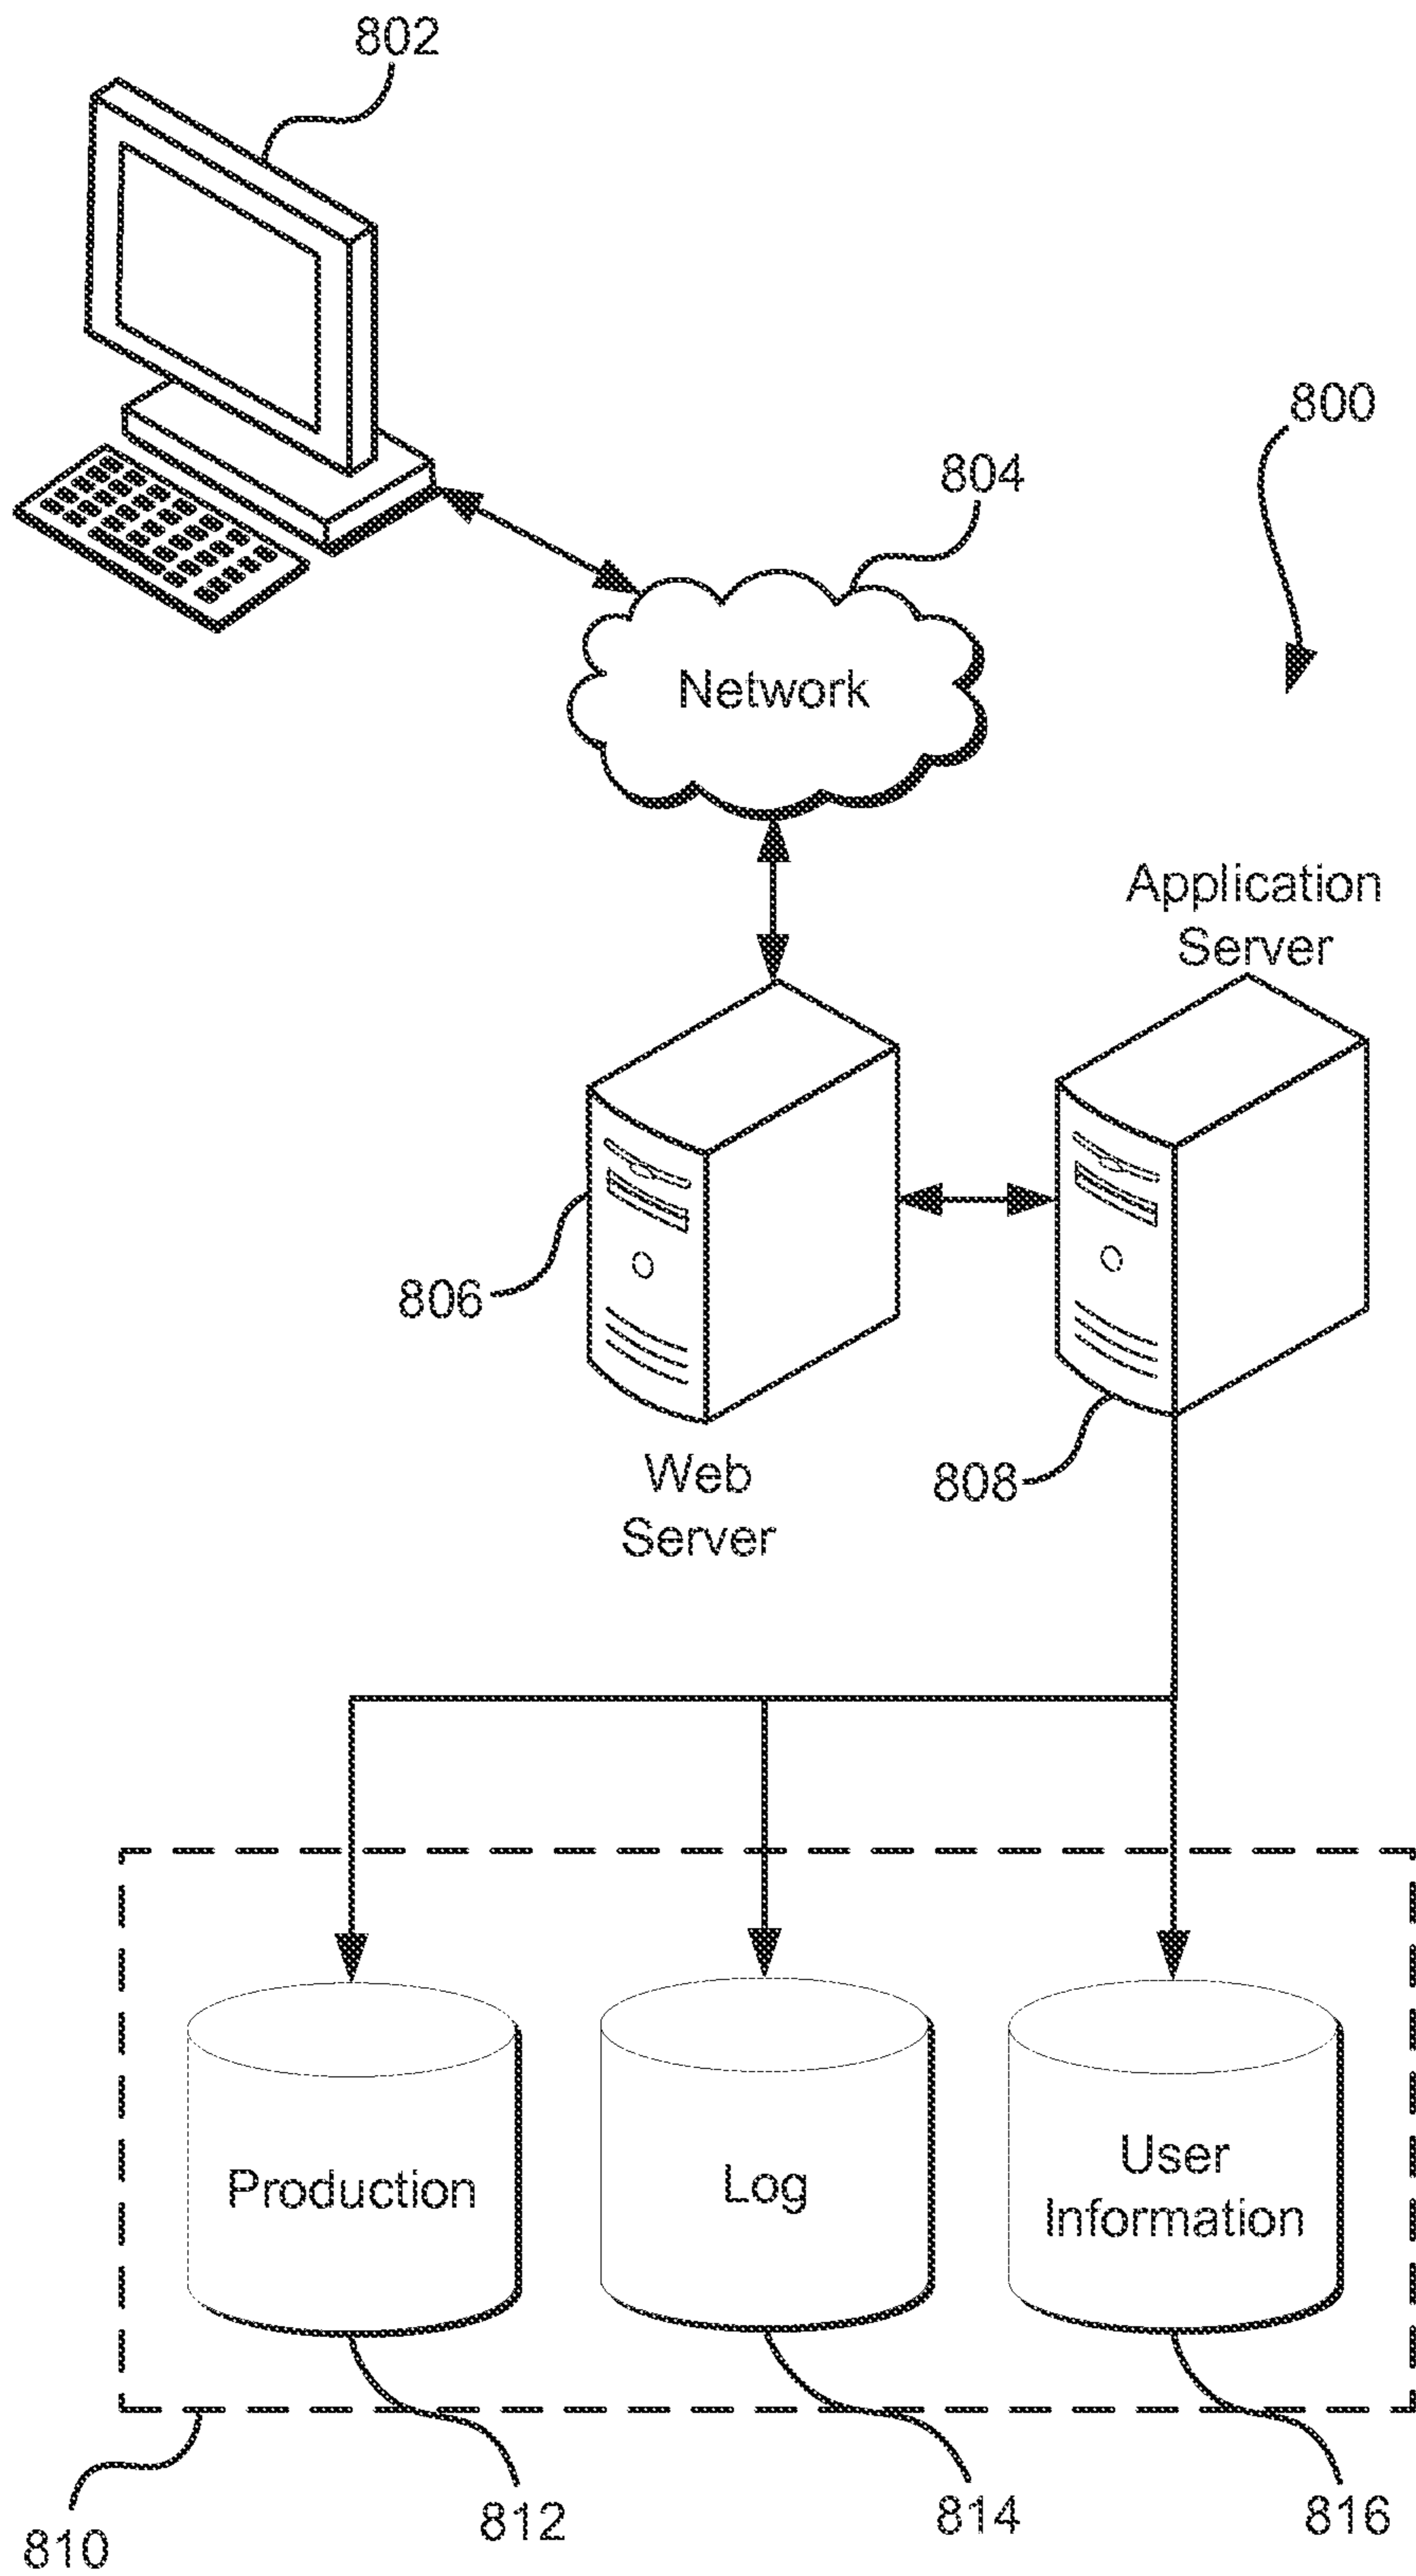 802
800
804
Network
Application
Server
806
808
Web
Server
Production
Log
User
Information
810
812
814
816